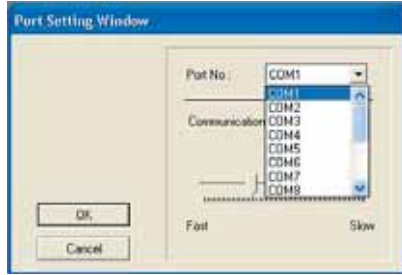 Port Setting Window
Port No : COM1
COM1
COM2
Communication COM3
COM4
COM5
COM6
COM7
COM8
OK
Fast Slow
Cancel